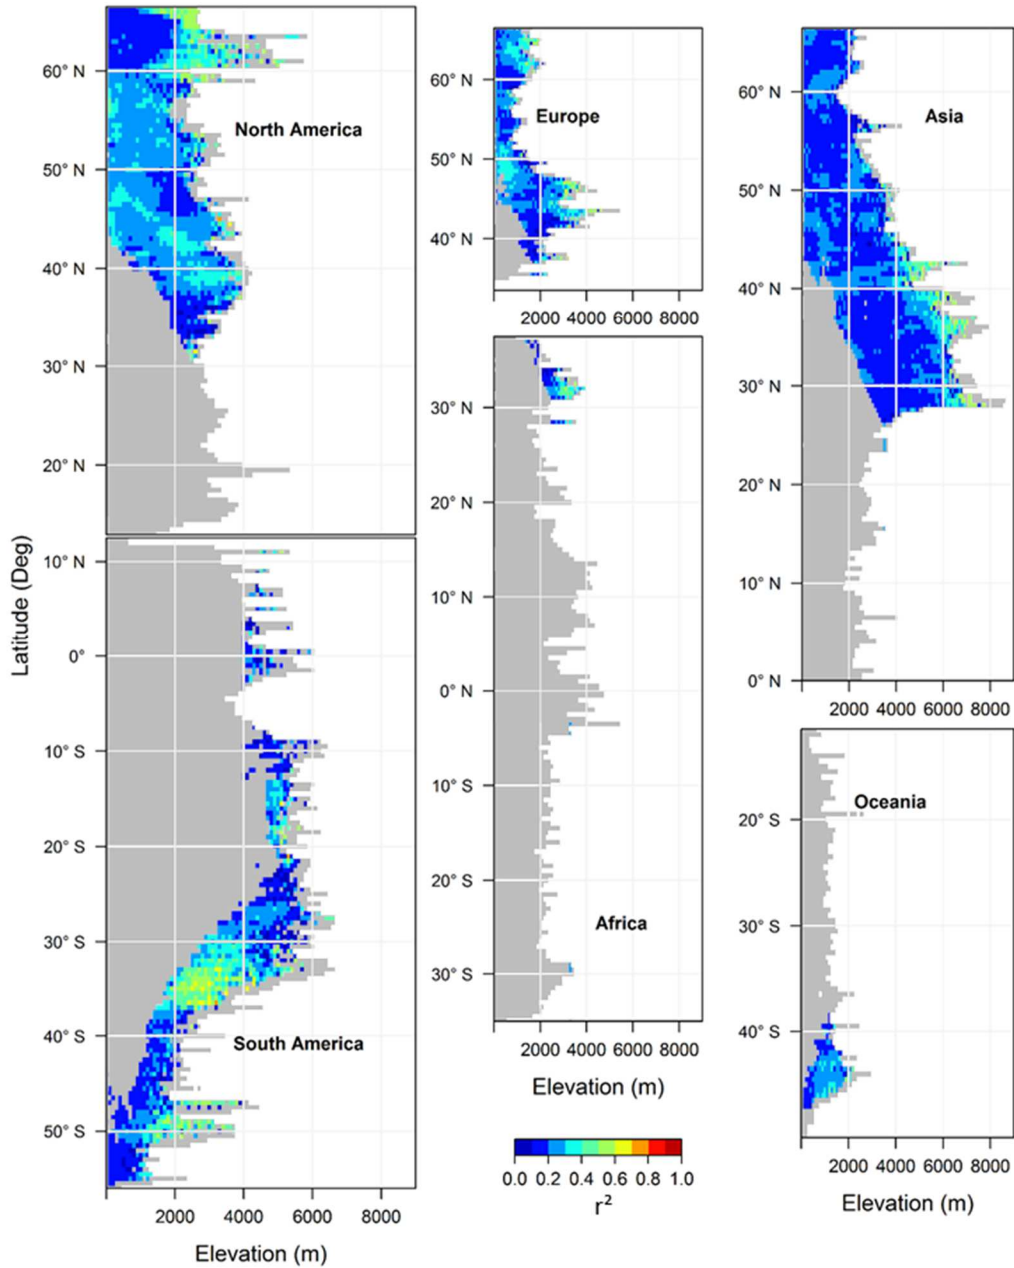 60° N
50° N
40° N
30° N
20° N
North America
10° N
0°
10° S
20° S
30° S
40° S
50° S
South America
2000 4000 6000 8000
Elevation (m)
Latitude (Deg)
60° N
50° N
40° N
Europe
2000 4000 6000 8000
30° N
20° N
10° N
0° N
10° S
20° S
30° S
Africa
2000 4000 6000 8000
Elevation (m)
0.0 0.2 0.4 0.6 0.8 1.0
r²
60° N
50° N
40° N
30° N
20° N
10° N
0° N
Asia
2000 4000 6000 8000
20° S
40° S
Oceania
2000 4000 6000 8000
Elevation (m)